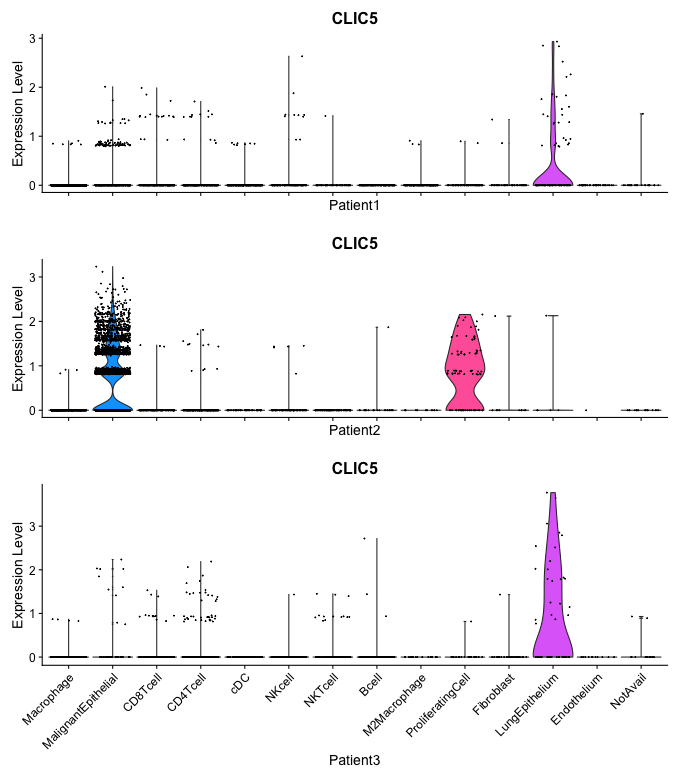 CLIC5
Expression Level
3
2
1
0
Patient1
CLIC5
Expression Level
3
2
1
0
Patient2
CLIC5
Expression Level
3
2
1
0
Macrophage
MalignantEpithelial
CD8Tcell
CD4Tcell
cDC
NKcell
NKTcell
Bcell
M2Macrophage
ProliferatingCell
Fibroblast
LungEpithelium
Endothelium
NotAvail
Patient3